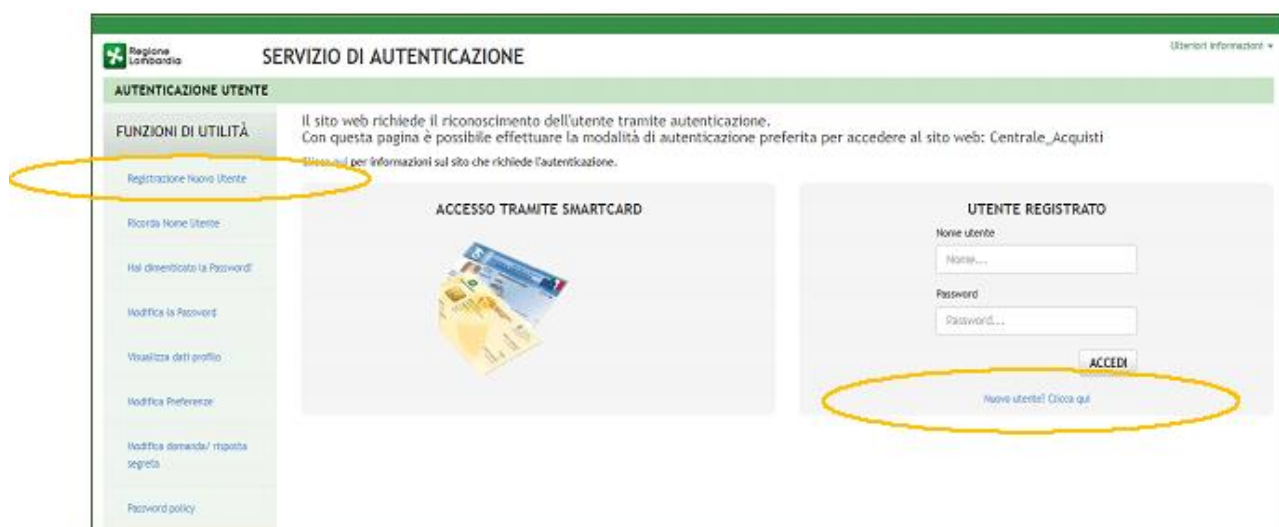 Regione
Lombardia
SERVIZIO DI AUTENTICAZIONE
Ulteriori Informazioni
AUTENTICAZIONE UTENTE
FUNZIONI DI UTILITÀ
Registrazione Nuovo Utente
Ricorda Nome Utente
Hai dimenticato la Password?
Modifica la Password
Visualizza dati profilo
Modifica Preferenze
Modifica domanda/ risposta
segreta
Password policy
Il sito web richiede il riconoscimento dell'utente tramite autenticazione.
Con questa pagina è possibile effettuare la modalità di autenticazione preferita per accedere al sito web: Centrale_Acquisti
Clicca qui per informazioni sul sito che richiede l'autenticazione.
ACCESSO TRAMITE SMARTCARD
UTENTE REGISTRATO
Nome utente
Nome...
Password
Password...
ACCEDI
Nuovo utente? Clicca qui